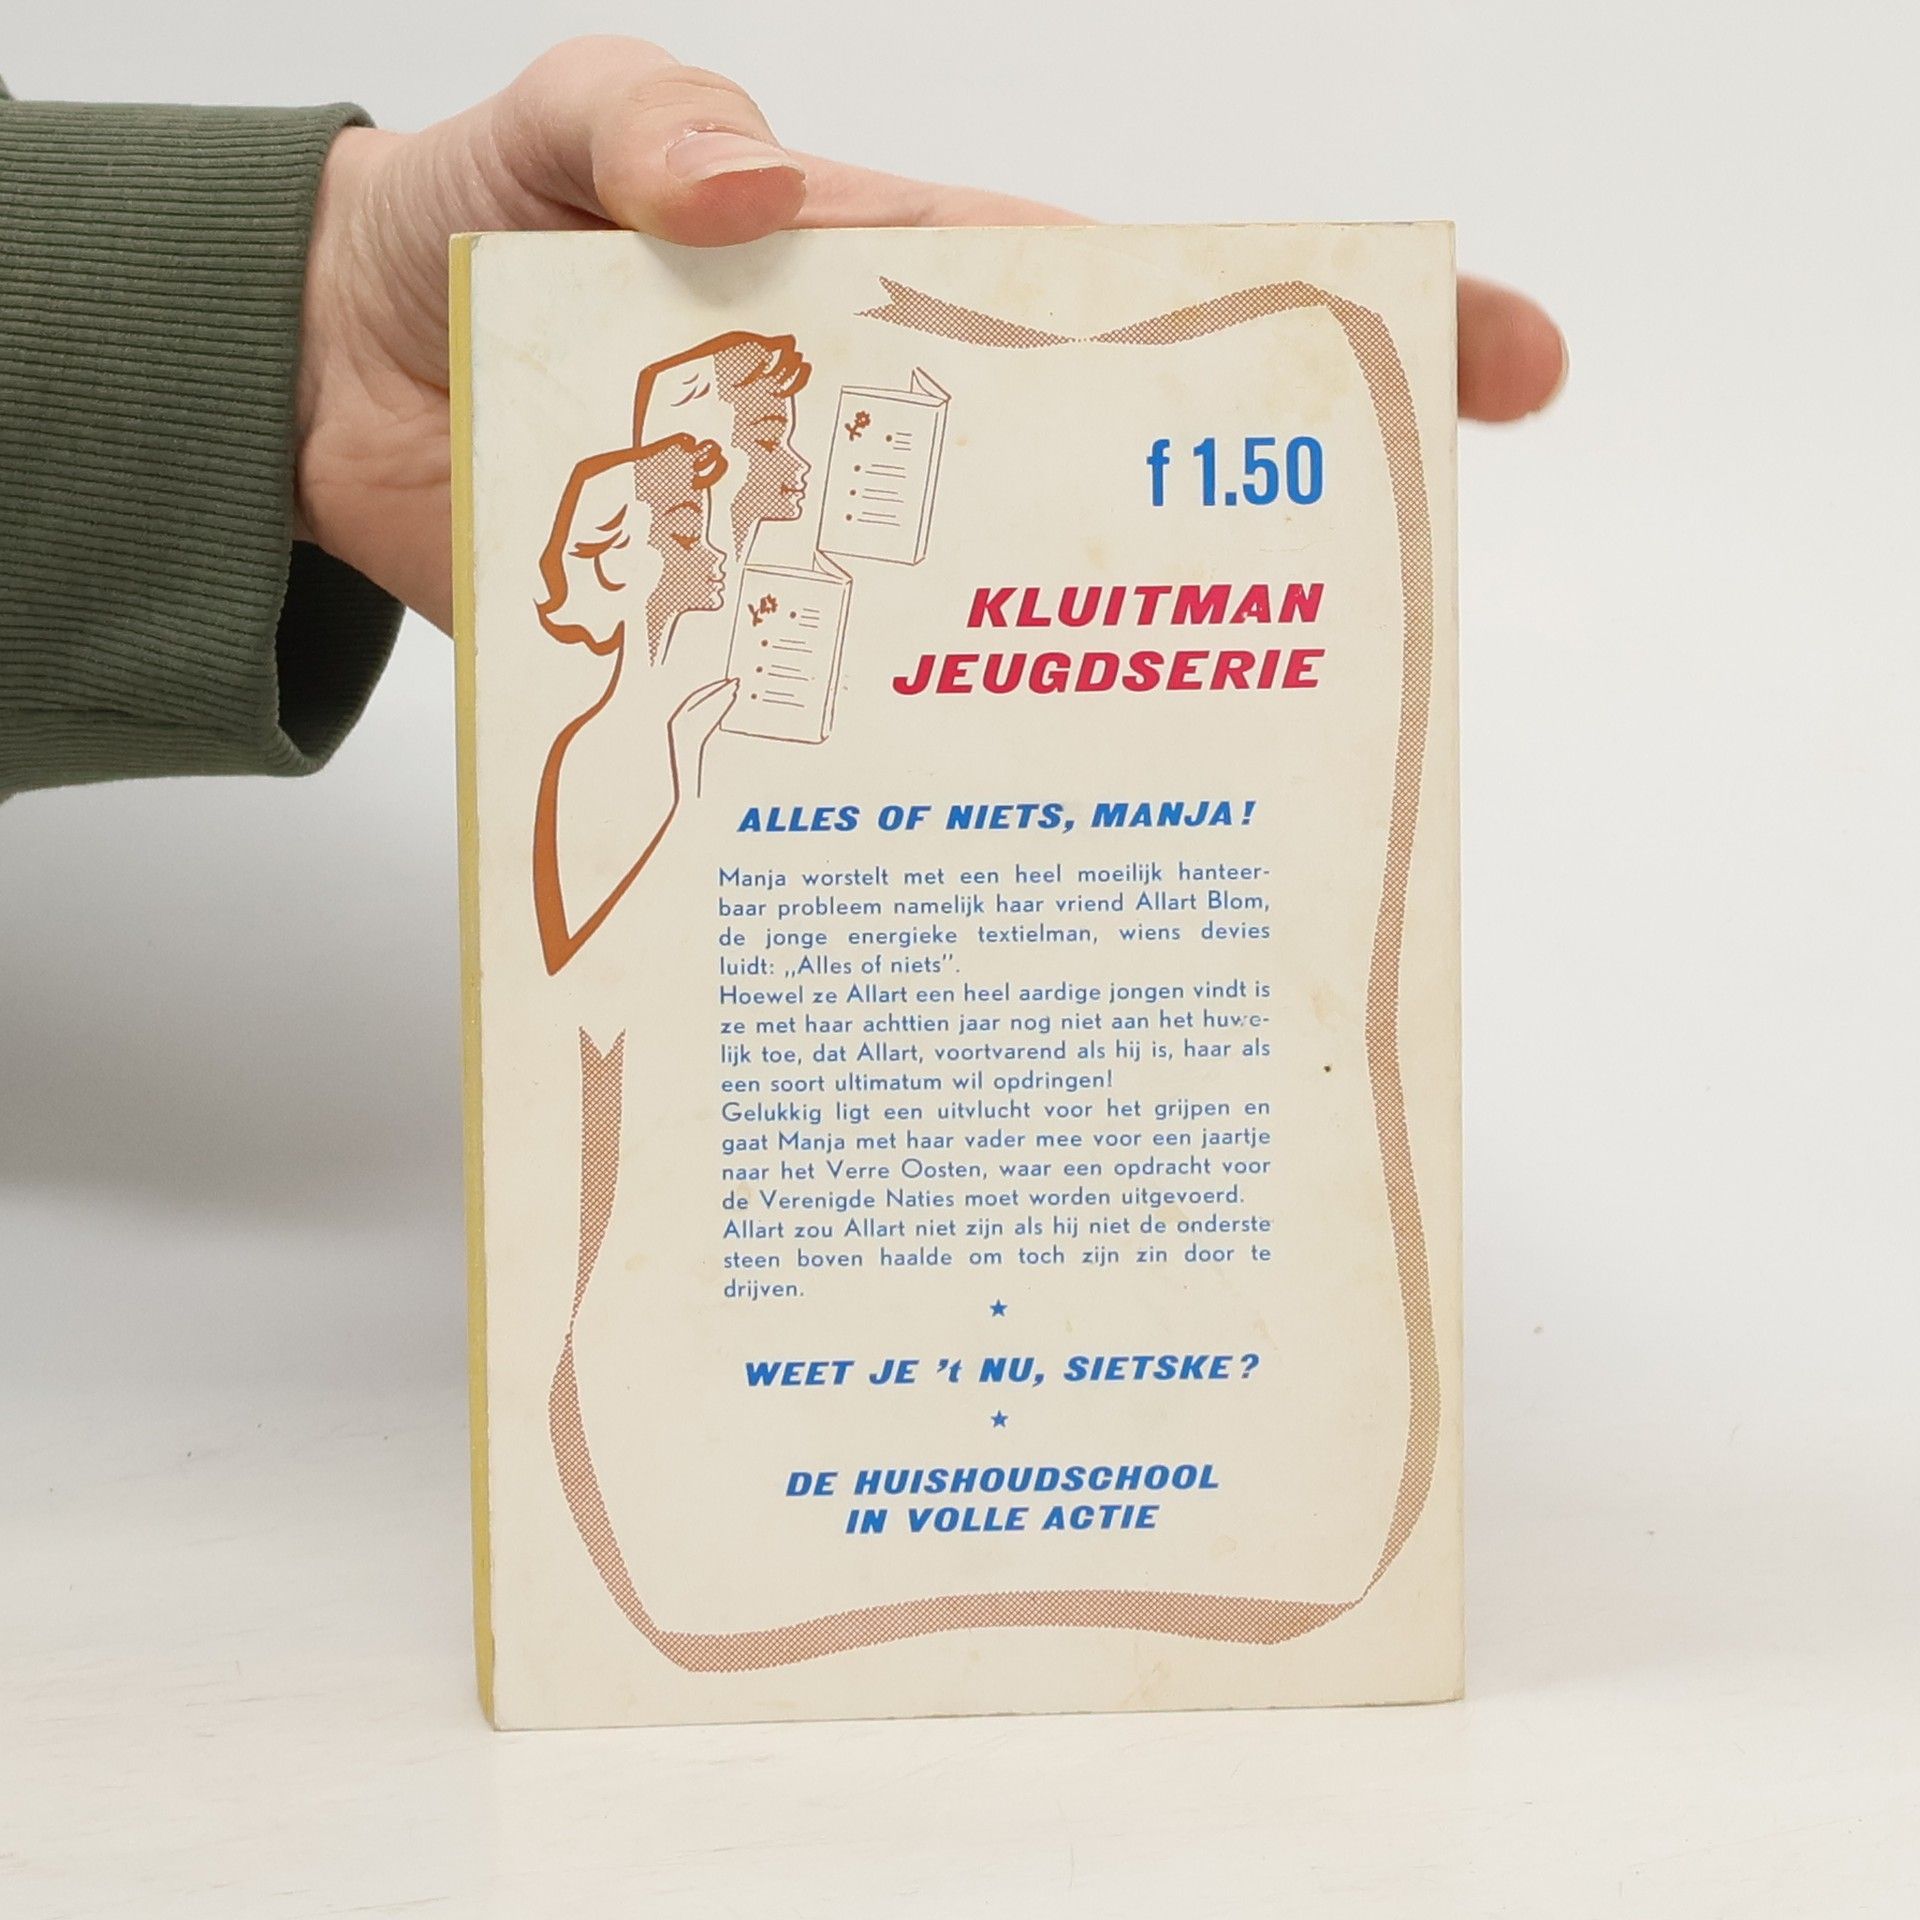 f 1.50
KLUITMAN
JEUGDSERIE
ALLES OF NIETS, MANJA!
Manja worstelt met een heel moeilijk hanteer-
baar probleem namelijk haar vriend Allart Blom,
de jonge energieke textielman, wiens devies
luidt: „Alles of niets".
Hoewel ze Allart een heel aardige jongen vindt is
ze met haar achttien jaar nog niet aan het huwe-
lijk toe, dat Allart, voortvarend als hij is, haar als
een soort ultimatum wil opdringen!
Gelukkig ligt een uitvlucht voor het grijpen en
gaat Manja met haar vader mee voor een jaartje
naar het Verre Oosten, waar een opdracht voor
de Verenigde Naties moet worden uitgevoerd.
Allart zou Allart niet zijn als hij niet de onderste
steen boven haalde om toch zijn zin door te
drijven.
WEET JE 't NU, SIETSKE?
DE HUISHOUDSCHOOL
IN VOLLE ACTIE